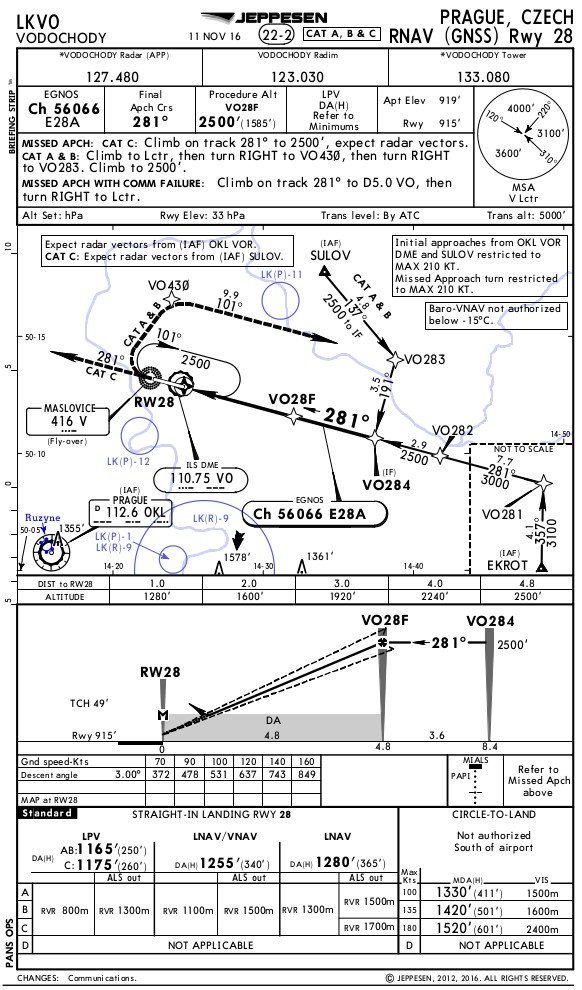 LKVO
VODOCHODY
JEPPESEN
11 NOV 16
22-2
CAT A, B & C
PRAGUE, CZECH
RNAV (GNSS) Rwy 28
BRIEFING STRIP
*VODOCHODY Radar (APP)
127.480
VODOCHODY Radim
123.030
*VODOCHODY Tower
133.080
EGNOS
Ch 56066
E28A
Final
Apch Crs
281°
Procedure Alt
VO28F
2500'(1585')
LPV
DA(H)
Refer to
Minimums
Apt Elev 919'
Rwy 915'
MISSED APCH: CAT C: Climb on track 281° to 2500', expect radar vectors.
CAT A & B: Climb to Lctr, then turn RIGHT to VO430, then turn RIGHT
to VO283. Climb to 2500'.
MISSED APCH WITH COMM FAILURE: Climb on track 281° to D5.0 VO, then
turn RIGHT to Lctr.
120°
4000'
220°
3100'
3600'
310°
MSA
V Lctr
Alt Set: hPa
Rwy Elev: 33 hPa
Trans level: By ATC
Trans alt: 5000'
Expect radar vectors from (IAF) OKL VOR.
CAT C: Expect radar vectors from (IAF) SULOV.
(IAF)
SULOV
Initial approaches from OKL VOR
DME and SULOV restricted to
MAX 210 KT.
Missed Approach turn restricted
to MAX 210 KT.
Baro-VNAV not authorized
below -15°C.
10
LK(P)-11
VO430
9.9
101°
CAT A & B
CAT A & B
4.8
137°
2500 to IF
VO283
50-15
101°
2500
281°
CAT C
5
RW28
3.5
191°
VO28F
281°
MASLOVICE
416 V
(Fly-over)
VO282
2.9
2500
14-50
NOT TO SCALE
7.7
281°
3000
50-10
LK(P)-12
ILS DME
110.75 VO
(IF)
VO284
0
(IAF)
PRAGUE
D 112.6 OKL
EGNOS
Ch 56066 E28A
VO281
4.1
357°
3100
Ruzyne
50-05
1355'
LK(R)-9
LK(P)-1
LK(R)-9
1578'
1361'
(IAF)
EKROT
14-20
14-30
14-40
5
DIST to RW28 1.0 2.0 3.0 4.0 4.8
ALTITUDE 1280' 1600' 1920' 2240' 2500'
VO28F
VO284
281°
2500'
RW28
TCH 49'
M
DA
Rwy 915'
4.8
3.6
0
4.8
8.4
Gnd speed-Kts 70 90 100 120 140 160
Descent angle 3.00° 372 478 531 637 743 849
MAP at RW28
MIALS
PAPI
Refer to
Missed Apch
above
Standard
STRAIGHT-IN LANDING RWY 28
CIRCLE-TO-LAND
LPV
DA(H) AB: 1165'(250')
C: 1175'(260')
LNAV/VNAV
DA(H) 1255'(340')
LNAV
DA(H) 1280'(365')
Not authorized
South of airport
ALS out
ALS out
ALS out
Max
Kts
MDA(H)
VIS
A
B
C
RVR 800m
RVR 1300m
RVR 1100m
RVR 1500m
RVR 1300m
RVR 1500m
RVR 1700m
100 1330'(411') 1500m
135 1420'(501') 1600m
180 1520'(601') 2400m
D NOT APPLICABLE
D NOT APPLICABLE
PANS OPS
CHANGES: Communications.
© JEPPESEN, 2012, 2016. ALL RIGHTS RESERVED.